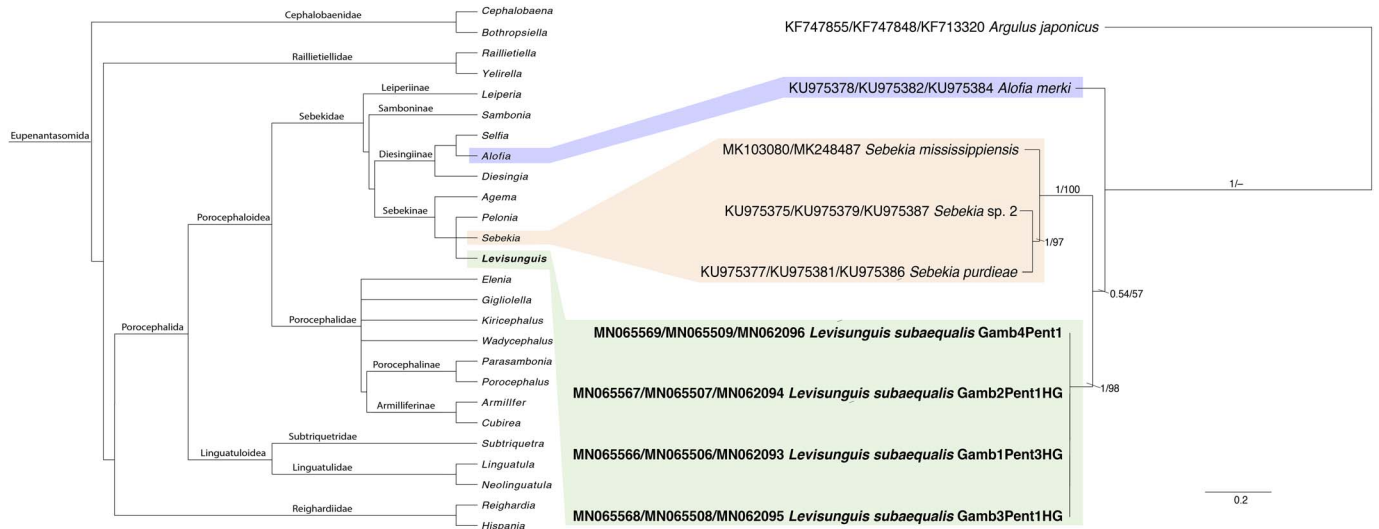 Cephalobaenidae
Cephalobaena
Bothropsiella
Raillietiellidae
Raillietiella
Yelirella
Leiperiinae
Leiperia
Samboninae
Sambonia
Sebekidae
Selfia
Diesingiinae
Alofia
Diesingia
Eupenantasomida
Agema
Sebekinae
Pelonia
Porocephaloidea
Sebekia
Levisunguis
Elenia
Gigliolella
Porocephalidae
Kiricephalus
Porocephalida
Wadycephalus
Porocephalinae
Parasambonia
Porocephalus
Armilliferinae
Armillfer
Cubirea
Subtriquetridae
Subtriquetra
Linguatuloidea
Linguatulidae
Linguatula
Neolinguatula
Reighardiidae
Reighardia
Hispania
KF747855/KF747848/KF713320 Argulus japonicus
KU975378/KU975382/KU975384 Alofia merki
MK103080/MK248487 Sebekia mississippiensis
1/100
1/–
KU975375/KU975379/KU975387 Sebekia sp. 2
1/97
KU975377/KU975381/KU975386 Sebekia purdieae
0.54/57
MN065569/MN065509/MN062096 Levisunguis subaequalis Gamb4Pent1
1/98
MN065567/MN065507/MN062094 Levisunguis subaequalis Gamb2Pent1HG
MN065566/MN065506/MN062093 Levisunguis subaequalis Gamb1Pent3HG
MN065568/MN065508/MN062095 Levisunguis subaequalis Gamb3Pent1HG
0.2